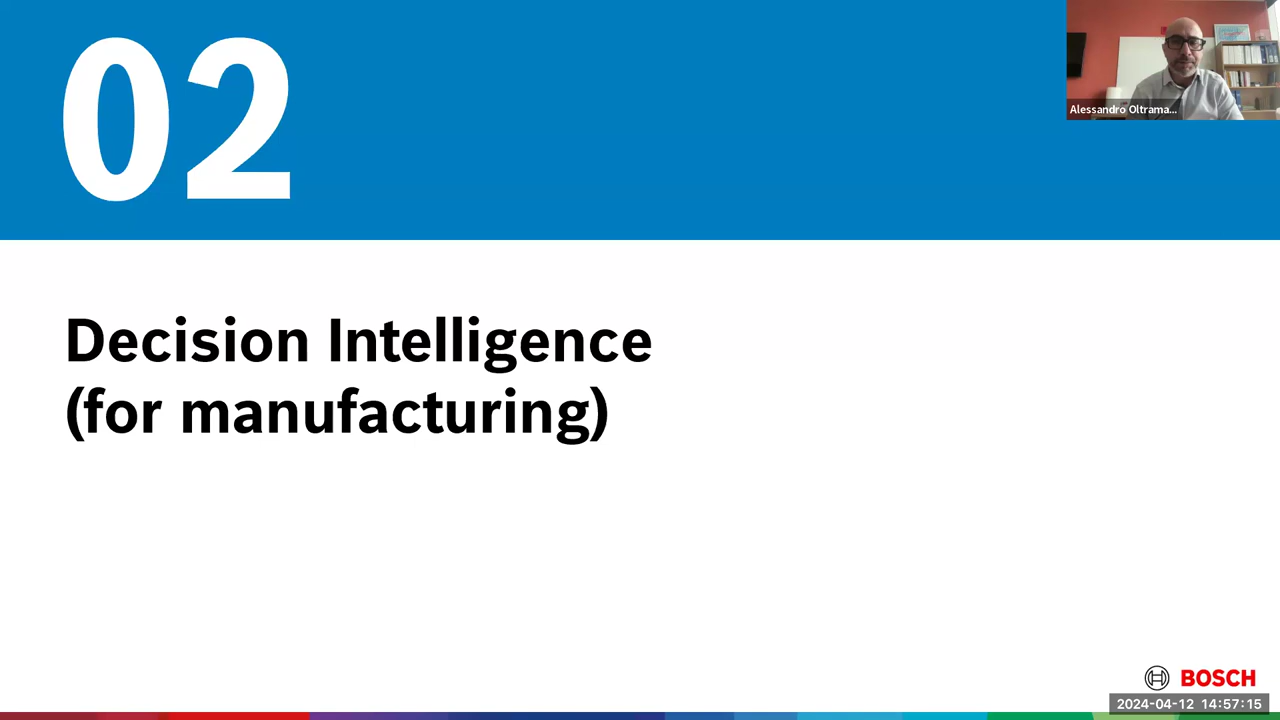 02
Alessandro Oltrama...
Decision Intelligence
(for manufacturing)
BOSCH
2024-04-12 14:57:15